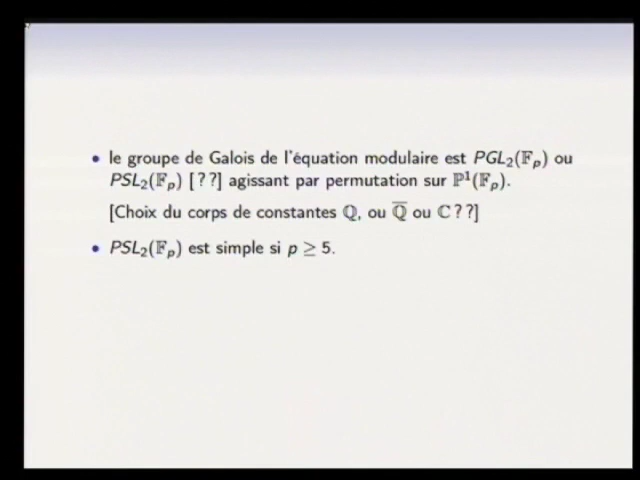 • le groupe de Galois de l'équation modulaire est PGL₂(𝔽ₚ) ou
PSL₂(𝔽ₚ) [??] agissant par permutation sur ℙ¹(𝔽ₚ).
[Choix du corps de constantes ℚ, ou ℚ̅ ou ℂ??]
• PSL₂(𝔽ₚ) est simple si p ≥ 5.